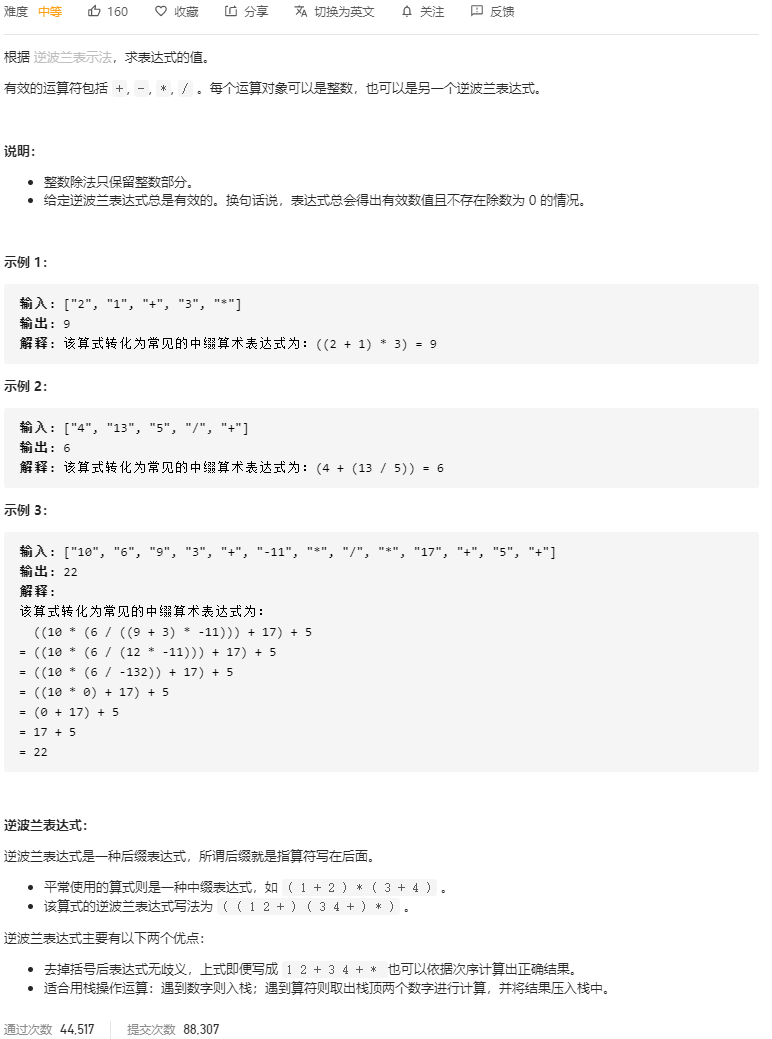 难度 中等 160 收藏 分享 切换为英文 关注 反馈
根据 逆波兰表示法，求表达式的值。
有效的运算符包括 +, -, *, / 。每个运算对象可以是整数，也可以是另一个逆波兰表达式。
说明：
整数除法只保留整数部分。
给定逆波兰表达式总是有效的。换句话说，表达式总会得出有效数值且不存在除数为 0 的情况。
示例 1：
输入: ["2", "1", "+", "3", "*"]
输出: 9
解释: 该算式转化为常见的中缀算术表达式为：((2 + 1) * 3) = 9
示例 2：
输入: ["4", "13", "5", "/", "+"]
输出: 6
解释: 该算式转化为常见的中缀算术表达式为：(4 + (13 / 5)) = 6
示例 3：
输入: ["10", "6", "9", "3", "+", "-11", "*", "/", "*", "17", "+", "5", "+"]
输出: 22
解释:
该算式转化为常见的中缀算术表达式为：
((10 * (6 / ((9 + 3) * -11))) + 17) + 5
= ((10 * (6 / (12 * -11))) + 17) + 5
= ((10 * (6 / -132)) + 17) + 5
= ((10 * 0) + 17) + 5
= (0 + 17) + 5
= 17 + 5
= 22
逆波兰表达式：
逆波兰表达式是一种后缀表达式，所谓后缀就是指算符写在后面。
平常使用的算式则是一种中缀表达式，如 ( 1 + 2 ) * ( 3 + 4 ) 。
该算式的逆波兰表达式写法为 ( ( 1 2 + ) ( 3 4 + ) * ) 。
逆波兰表达式主要有以下两个优点：
去掉括号后表达式无歧义，上式即便写成 1 2 + 3 4 + * 也可以依据次序计算出正确结果。
适合用栈操作运算：遇到数字则入栈；遇到算符则取出栈顶两个数字进行计算，并将结果压入栈中。
通过次数 44,517 提交次数 88,307